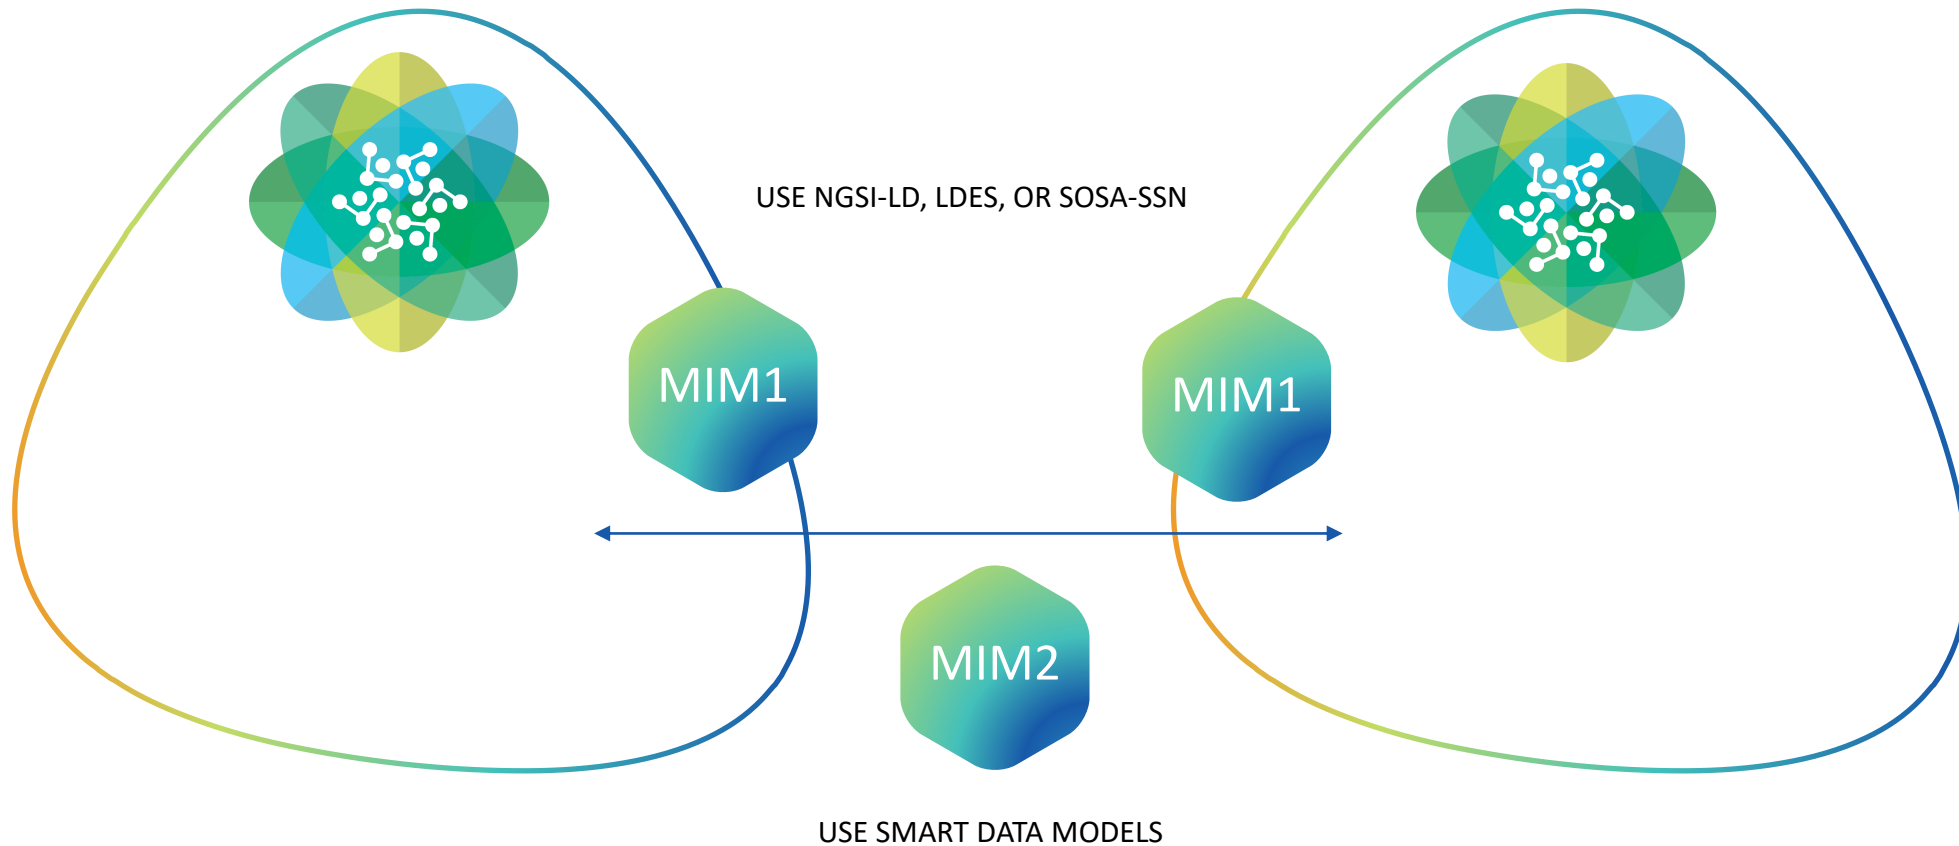 USE NGSI-LD, LDES, OR SOSA-SSN
MIM1
MIM1
MIM2
USE SMART DATA MODELS